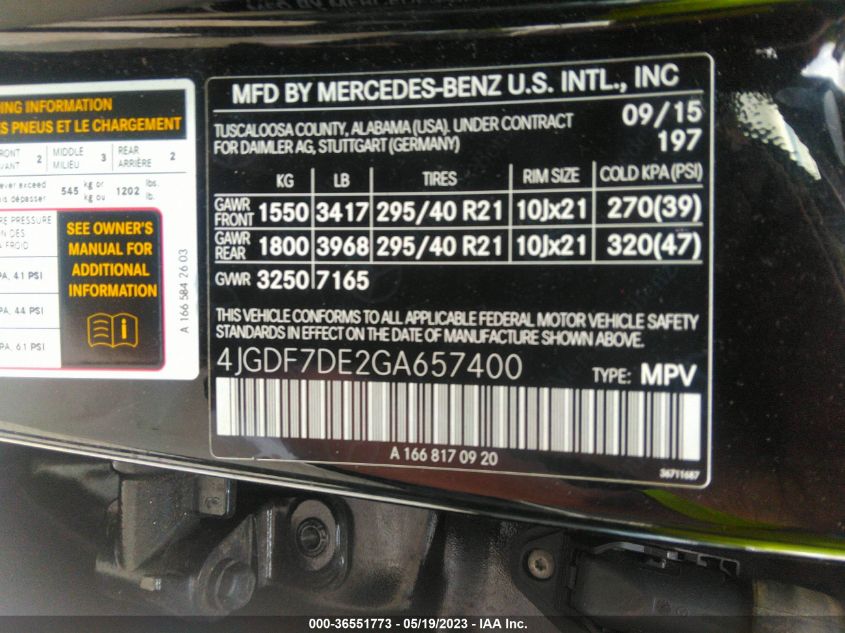 DING INFORMATION
ES PNEUS ET LE CHARGEMENT
FRONT 2 MIDDLE 3 REAR 2
AVANT MILIEU ARRIÈRE
never exceed 545 kg or 1202 lbs.
dépasser kg ou lb.
RE PRESSURE
ON DES
A FROID
PA, 41 PSI
PA, 44 PSI
PA, 61 PSI
SEE OWNER'S
MANUAL FOR
ADDITIONAL
INFORMATION
A 166 584 26 03
MFD BY MERCEDES-BENZ U.S. INTL., INC
TUSCALOOSA COUNTY, ALABAMA (USA). UNDER CONTRACT
FOR DAIMLER AG, STUTTGART (GERMANY)
09/15
197
KG LB TIRES RIM SIZE COLD KPA (PSI)
GAWR FRONT 1550 3417 295/40 R21 10Jx21 270(39)
GAWR REAR 1800 3968 295/40 R21 10Jx21 320(47)
GVWR 3250 7165
THIS VEHICLE CONFORMS TO ALL APPLICABLE FEDERAL MOTOR VEHICLE SAFETY
STANDARDS IN EFFECT ON THE DATE OF MANUFACTURE SHOWN ABOVE.
4JGDF7DE2GA657400 TYPE: MPV
A 166 817 09 20
36711687
000-36551773 — 05/19/2023 — IAA Inc.